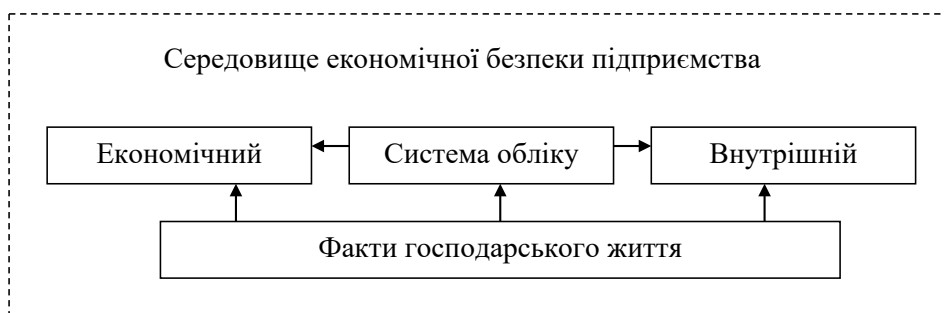 Середовище економічної безпеки підприємства
Економічний
Система обліку
Внутрішній
Факти господарського життя